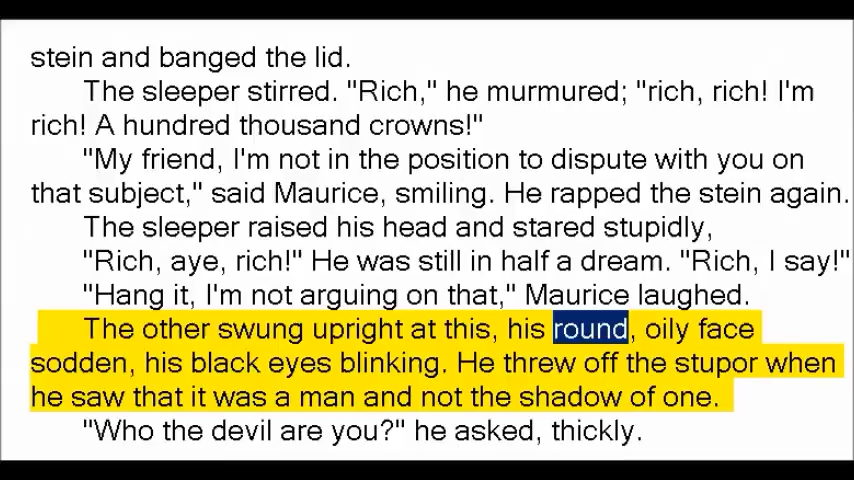 stein and banged the lid.
The sleeper stirred. "Rich," he murmured; "rich, rich! I'm
rich! A hundred thousand crowns!"
"My friend, I'm not in the position to dispute with you on
that subject," said Maurice, smiling. He rapped the stein again.
The sleeper raised his head and stared stupidly,
"Rich, aye, rich!" He was still in half a dream. "Rich, I say!"
"Hang it, I'm not arguing on that," Maurice laughed.
The other swung upright at this, his round, oily face
sodden, his black eyes blinking. He threw off the stupor when
he saw that it was a man and not the shadow of one.
"Who the devil are you?" he asked, thickly.